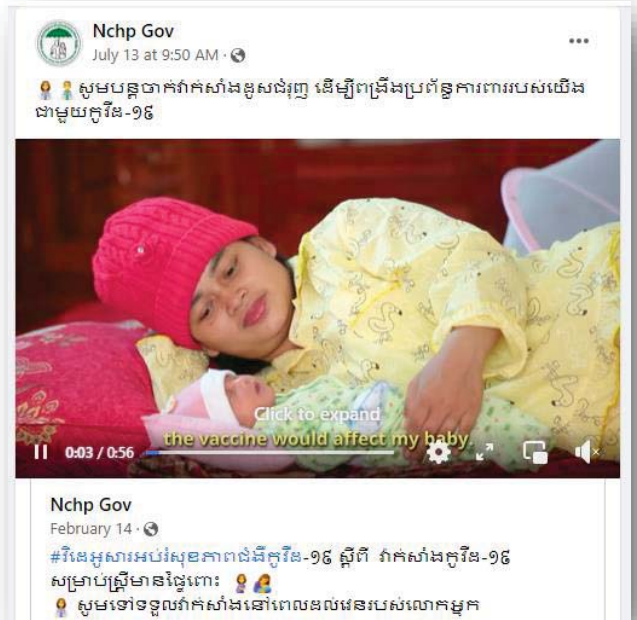 Nchp Gov
July 13 at 9:50 AM ·
សូមបន្តចាក់វ៉ាក់សាំងដូសជំរុញ ដើម្បីពង្រឹងប្រព័ន្ធការពាររបស់យើង
ជាមួយកូវីដ-១៩
Click to expand
the vaccine would affect my baby.
0:03 / 0:56
Nchp Gov
February 14 ·
#វីដេអូសារអប់រំសុខភាពជំងឺកូវីដ-១៩ ស្តីពី វ៉ាក់សាំងកូវីដ-១៩
សម្រាប់ស្ត្រីមានផ្ទៃពោះ
សូមទៅទទួលវ៉ាក់សាំងនៅពេលដល់វេនរបស់លោកអ្នក